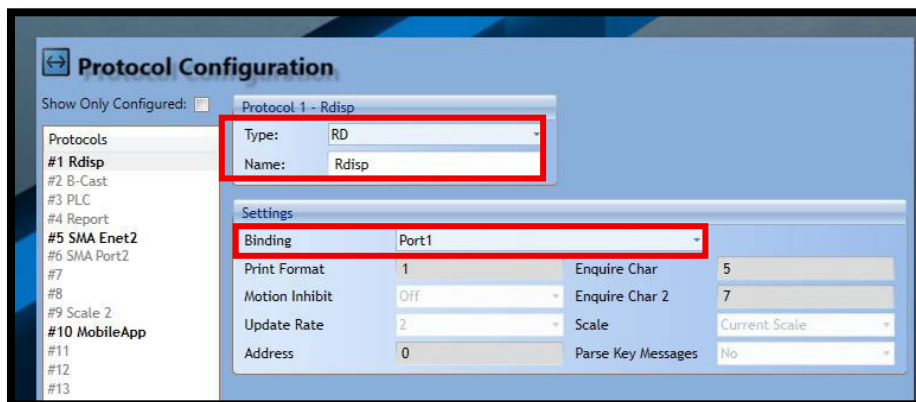 Protocol Configuration
Show Only Configured:
Protocols
#1 Rdisp
#2 B-Cast
#3 PLC
#4 Report
#5 SMA Enet2
#6 SMA Port2
#7
#8
#9 Scale 2
#10 MobileApp
#11
#12
#13
Protocol 1 - Rdisp
Type: RD
Name: Rdisp
Settings
Binding Port1
Print Format 1 Enquire Char 5
Motion Inhibit Off Enquire Char 2 7
Update Rate 2 Scale Current Scale
Address 0 Parse Key Messages No